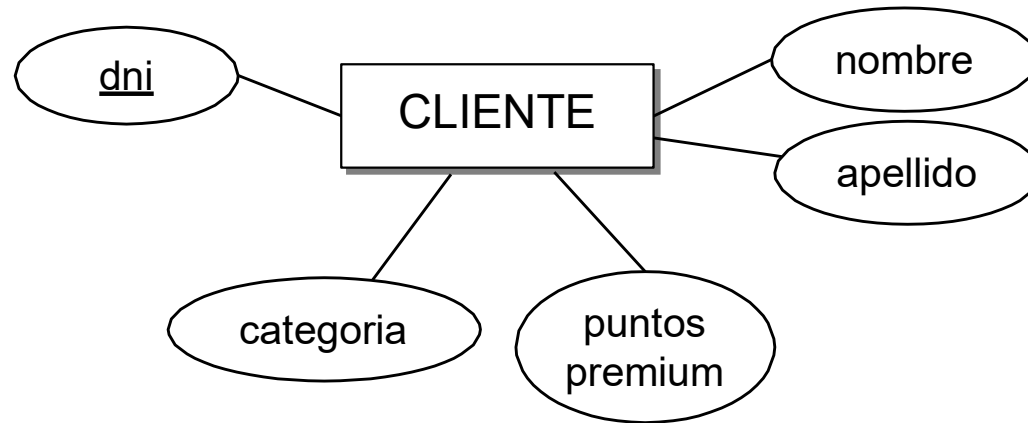 dni
CLIENTE
nombre
apellido
categoria
puntos
premium